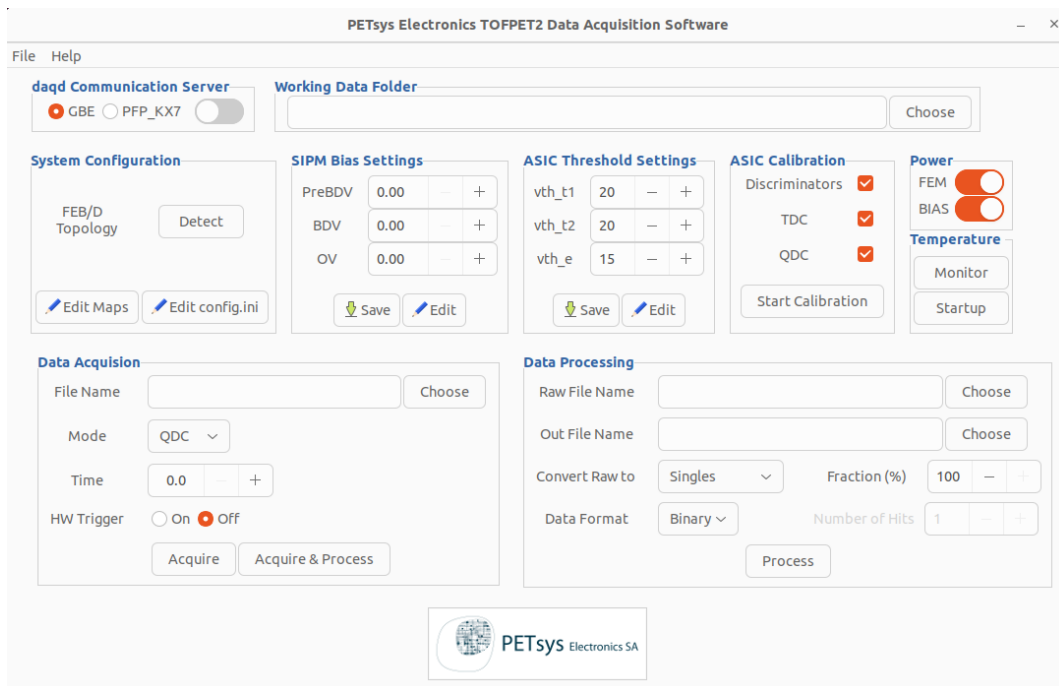 PETsys Electronics TOFPET2 Data Acquisition Software
File Help
daqd Communication Server
GBE PFP_KX7
Working Data Folder
Choose
System Configuration
FEB/D
Topology
Detect
Edit Maps Edit config.ini
SIPM Bias Settings
PreBDV 0.00 − +
BDV 0.00 − +
OV 0.00 − +
Save Edit
ASIC Threshold Settings
vth_t1 20 − +
vth_t2 20 − +
vth_e 15 − +
Save Edit
ASIC Calibration
Discriminators
TDC
QDC
Start Calibration
Power
FEM
BIAS
Temperature
Monitor
Startup
Data Acquision
File Name Choose
Mode QDC
Time 0.0 − +
HW Trigger On Off
Acquire Acquire & Process
Data Processing
Raw File Name Choose
Out File Name Choose
Convert Raw to Singles Fraction (%) 100 − +
Data Format Binary Number of Hits 1 − +
Process
PETsys Electronics SA